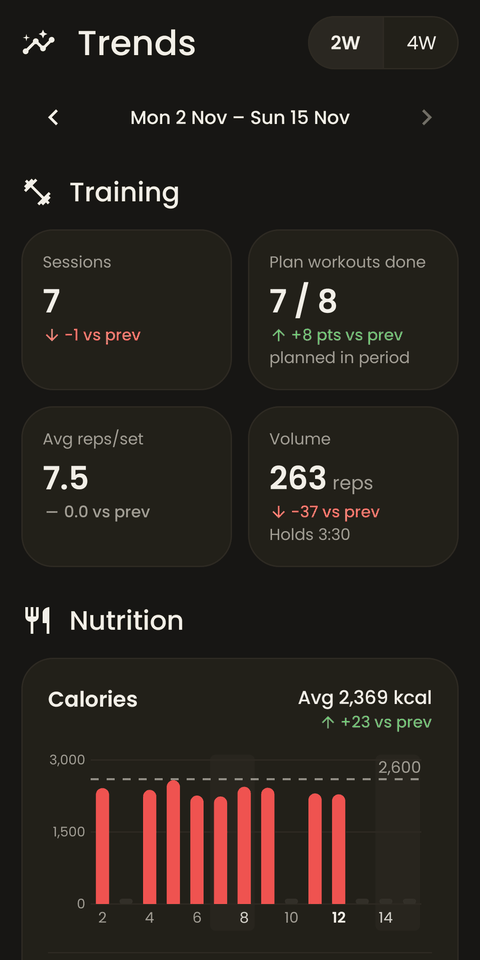 Trends
2W 4W
Mon 2 Nov – Sun 15 Nov
Training
Sessions
7
↓ -1 vs prev
Plan workouts done
7 / 8
↑ +8 pts vs prev
planned in period
Avg reps/set
7.5
— 0.0 vs prev
Volume
263 reps
↓ -37 vs prev
Holds 3:30
Nutrition
Calories
Avg 2,369 kcal
↑ +23 vs prev
3,000
2,600
1,500
0
2 4 6 8 10 12 14